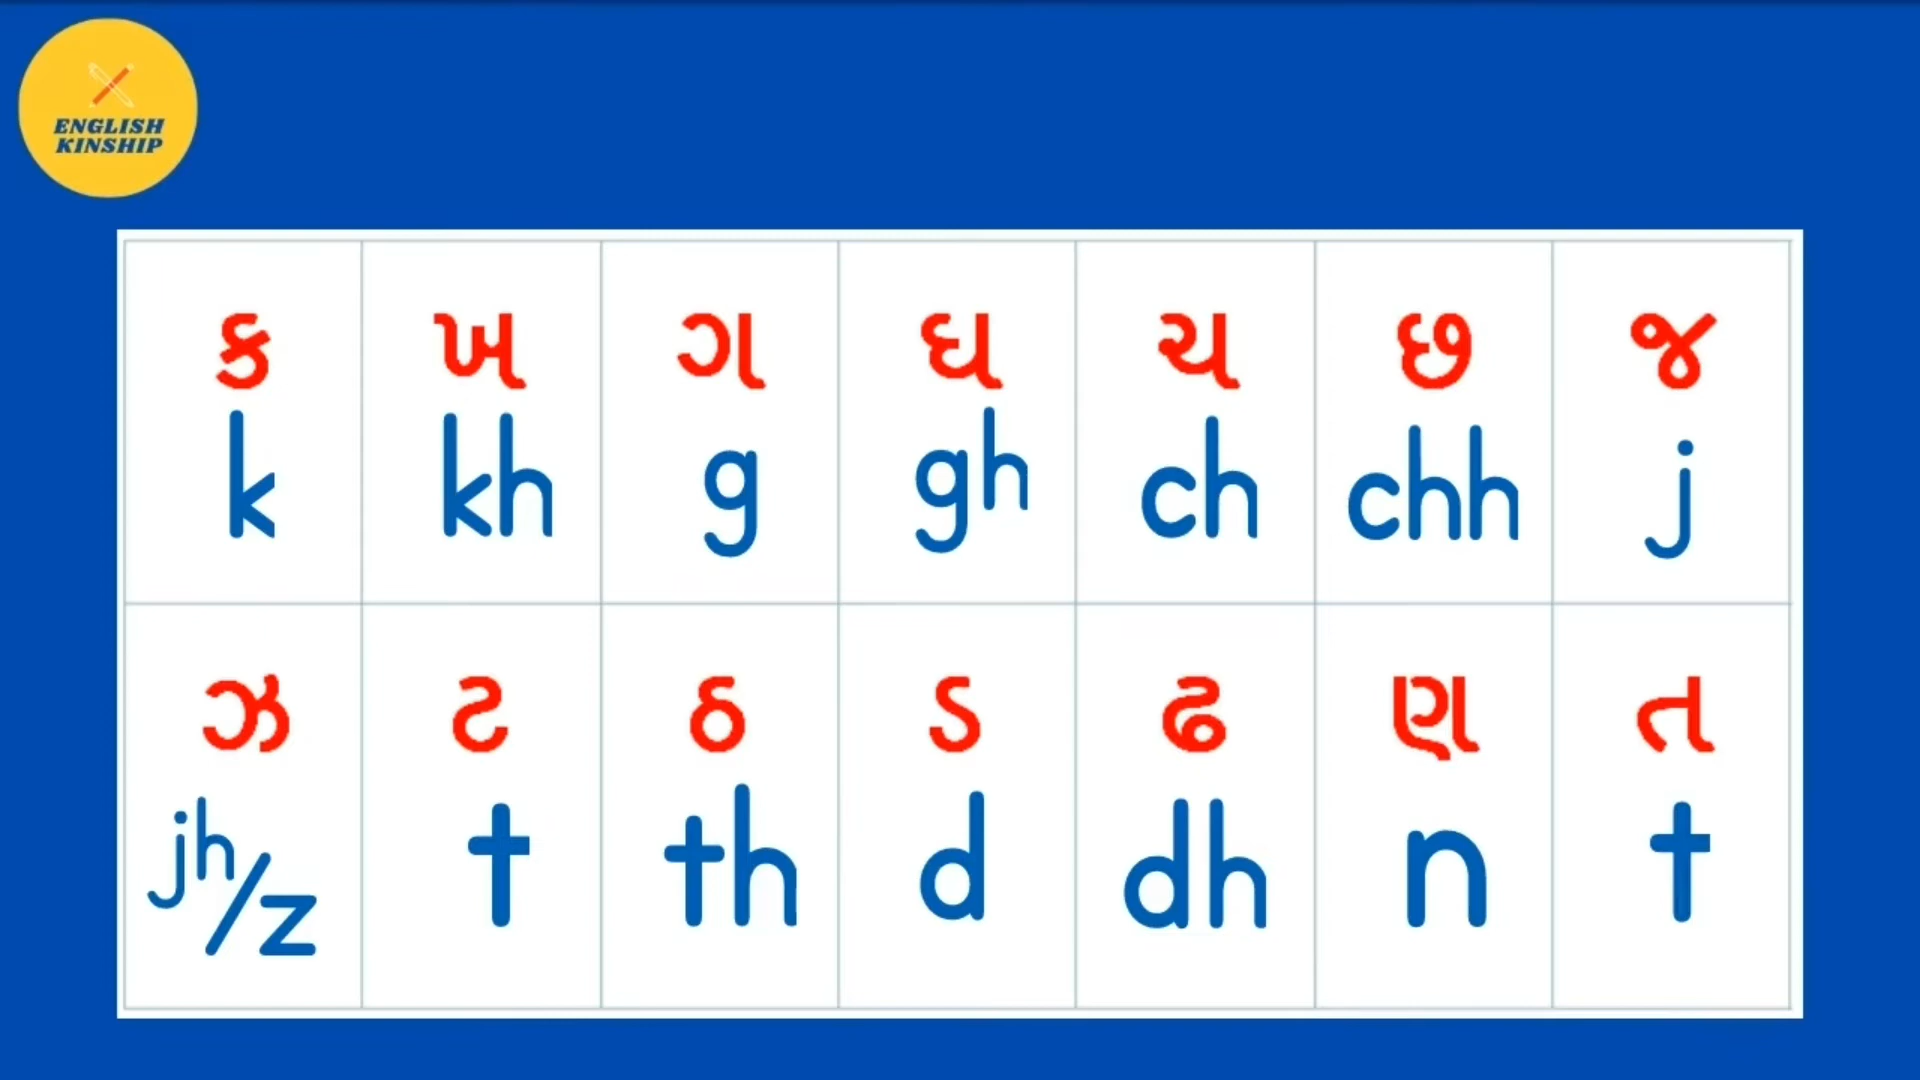 ENGLISH
KINSHIP
ક ખ ગ ઘ ચ છ જ
k kh g gh ch chh j
ઝ ટ ઠ ડ ઢ ણ ત
jh/z t th d dh n t